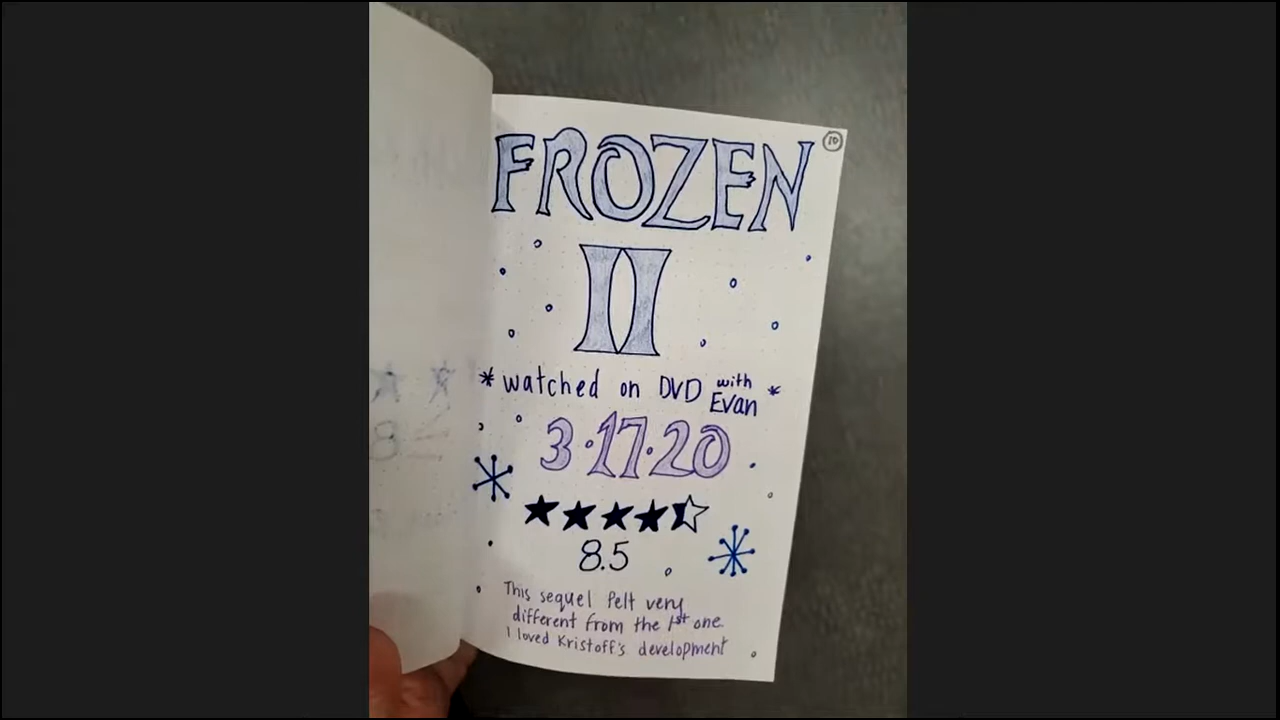 10
FROZEN
II
*watched on DVD with Evan *
3.17.20
8.5
This sequel felt very
different from the 1st one.
I loved Kristoff's development